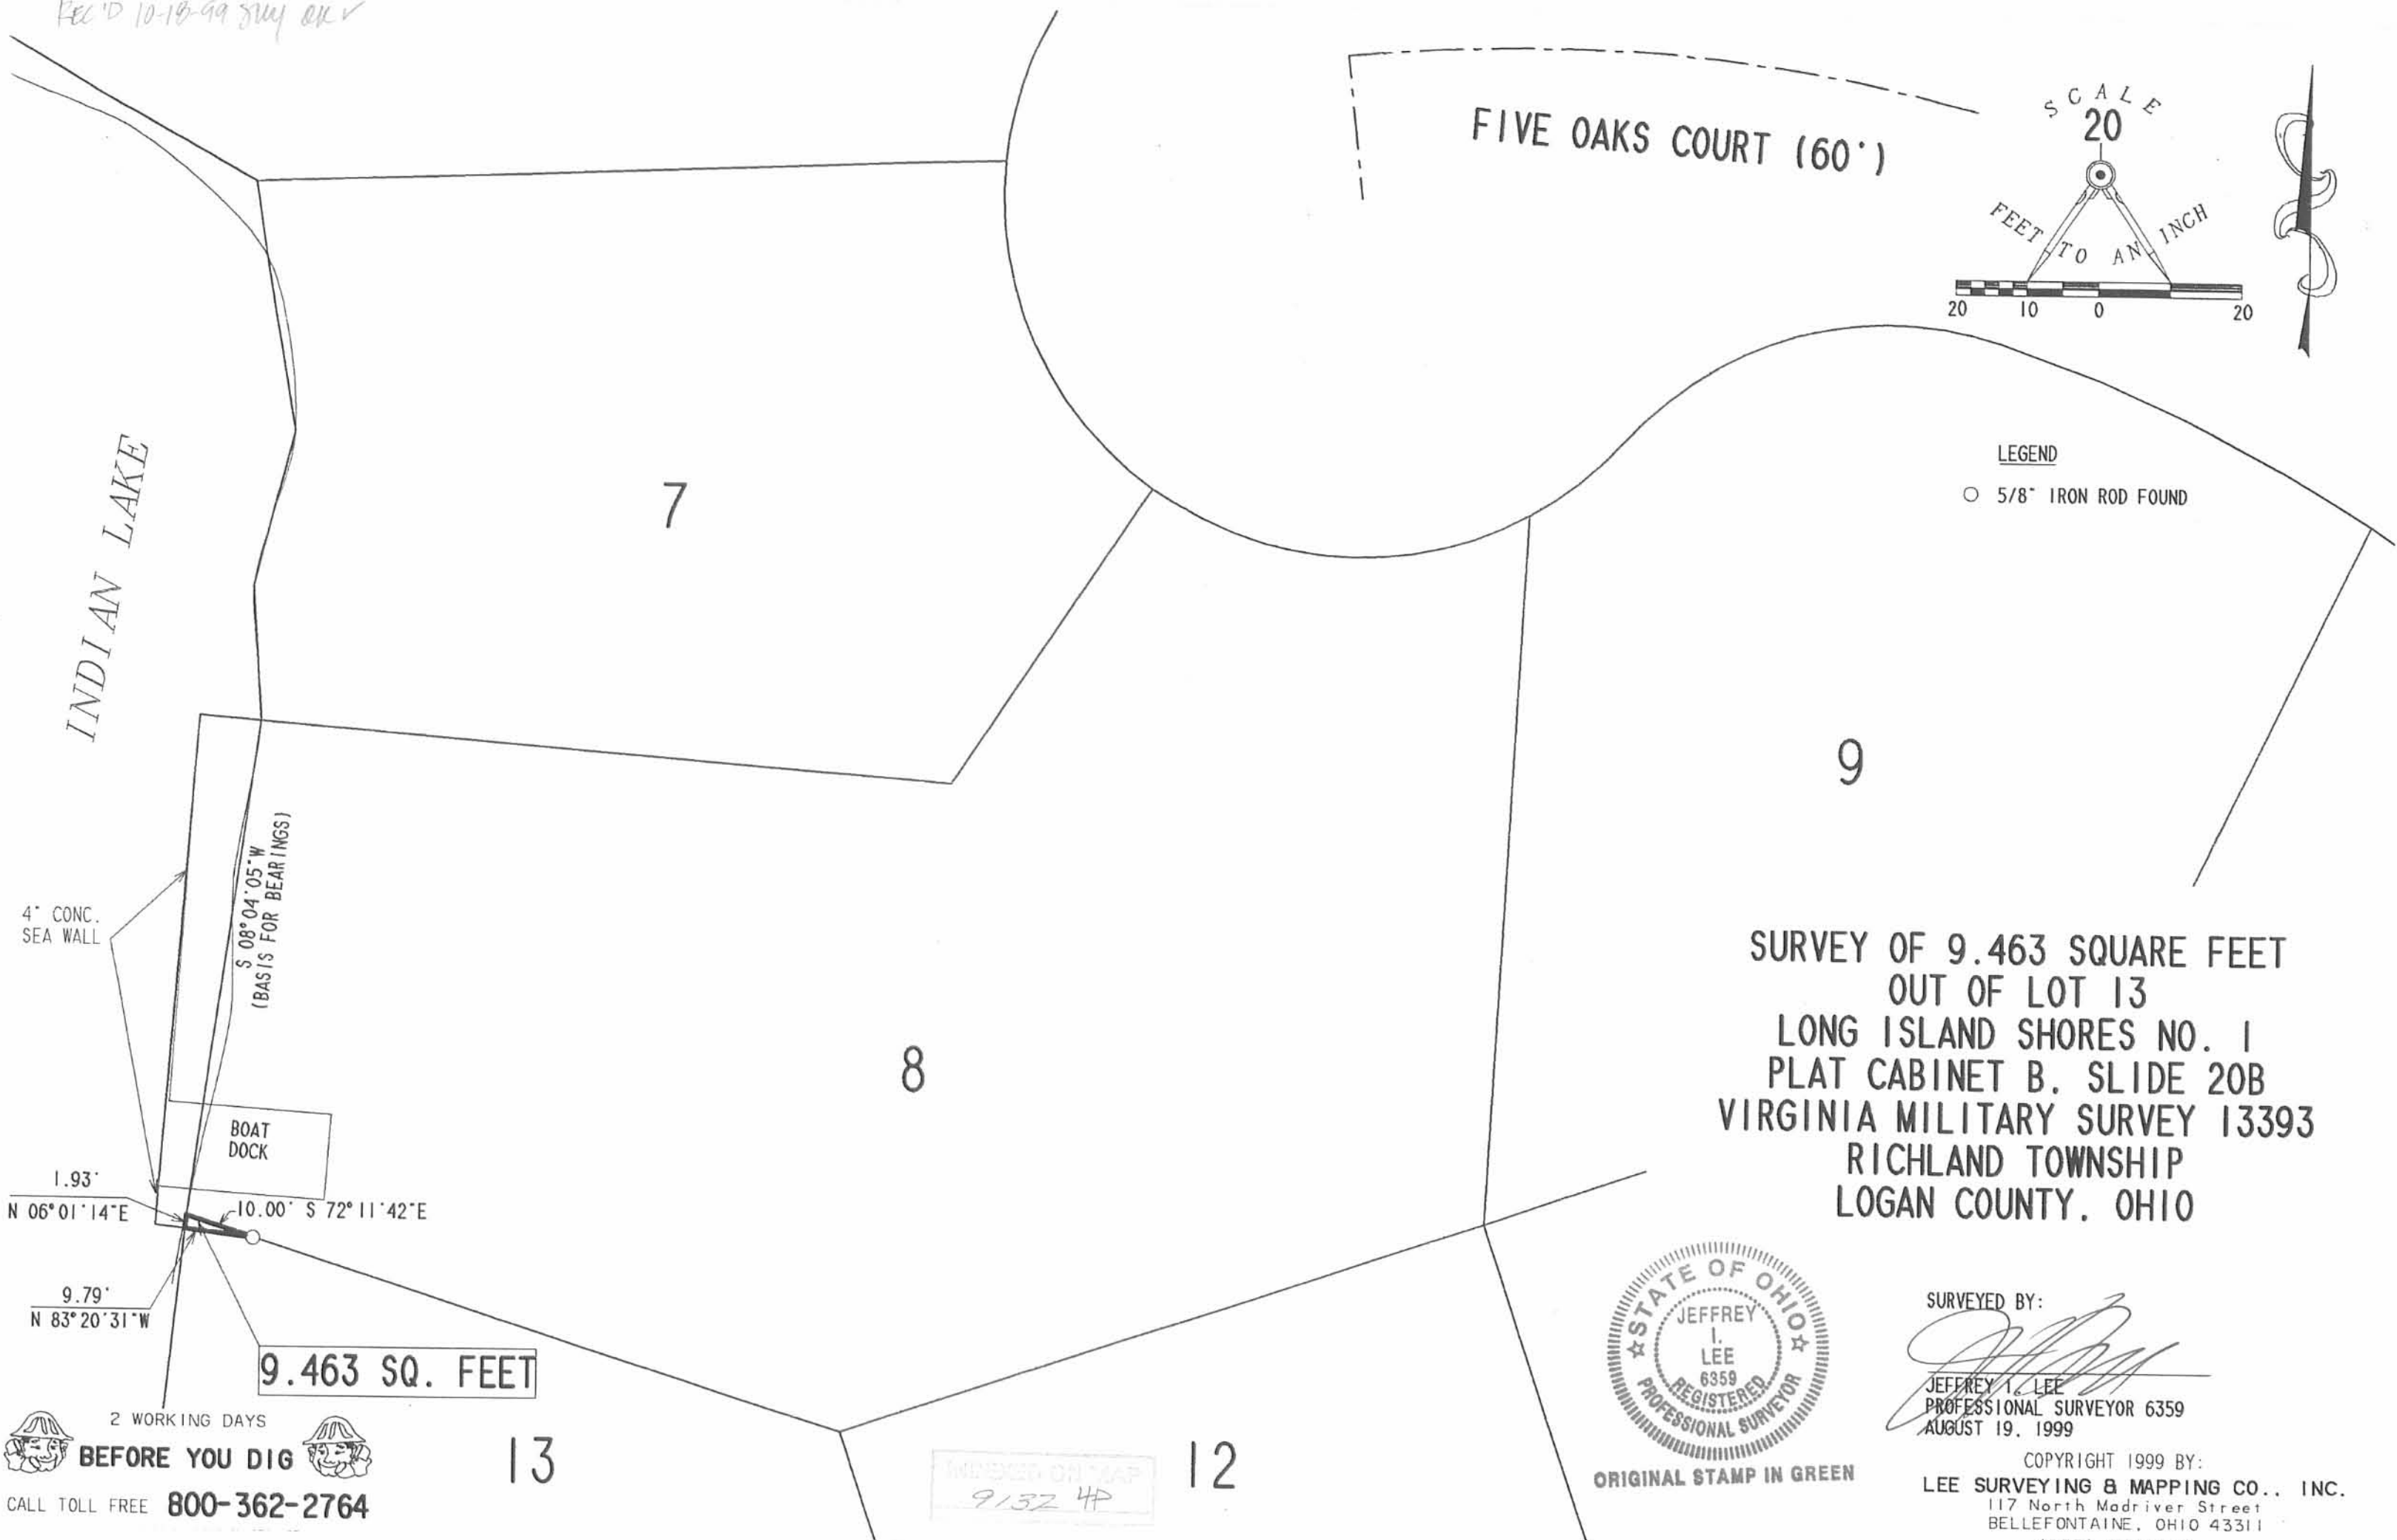 REC'D 10-18-99
FIVE OAKS COURT (60')
SCALE
20
FEET TO AN INCH
20 10 0 20
LEGEND
5/8" IRON ROD FOUND
INDIAN LAKE
7
9
8
4" CONC.
SEA WALL
S 08°04'05"W
(BASIS FOR BEARINGS)
BOAT
DOCK
1.93'
N 06°01'14"E
10.00' S 72°11'42"E
9.79'
N 83°20'31"W
9.463 SQ. FEET
13
12
SURVEY OF 9.463 SQUARE FEET
OUT OF LOT 13
LONG ISLAND SHORES NO. 1
PLAT CABINET B, SLIDE 20B
VIRGINIA MILITARY SURVEY 13393
RICHLAND TOWNSHIP
LOGAN COUNTY, OHIO
2 WORKING DAYS
BEFORE YOU DIG
CALL TOLL FREE 800-362-2764
INDEXED ON MAP
9132 4P
STATE OF OHIO
JEFFREY
I.
LEE
6359
REGISTERED
PROFESSIONAL SURVEYOR
ORIGINAL STAMP IN GREEN
SURVEYED BY:
JEFFREY I. LEE
PROFESSIONAL SURVEYOR 6359
AUGUST 19, 1999
COPYRIGHT 1999 BY:
LEE SURVEYING & MAPPING CO., INC.
117 North Madriver Street
BELLEFONTAINE, OHIO 43311